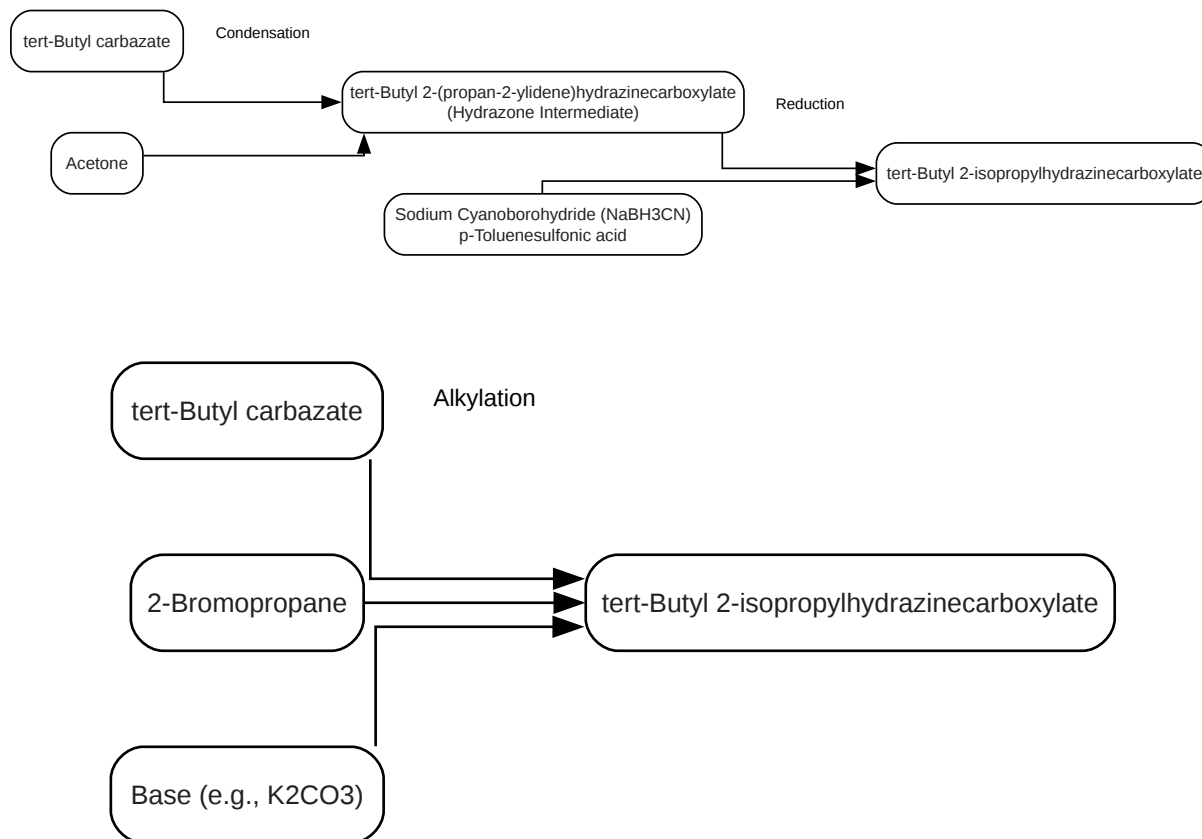 tert-Butyl carbazate
Condensation
tert-Butyl 2-(propan-2-ylidene)hydrazinecarboxylate
(Hydrazone Intermediate)
Reduction
Acetone
tert-Butyl 2-isopropylhydrazinecarboxylate
Sodium Cyanoborohydride (NaBH3CN)
p-Toluenesulfonic acid
tert-Butyl carbazate
Alkylation
2-Bromopropane
tert-Butyl 2-isopropylhydrazinecarboxylate
Base (e.g., K2CO3)